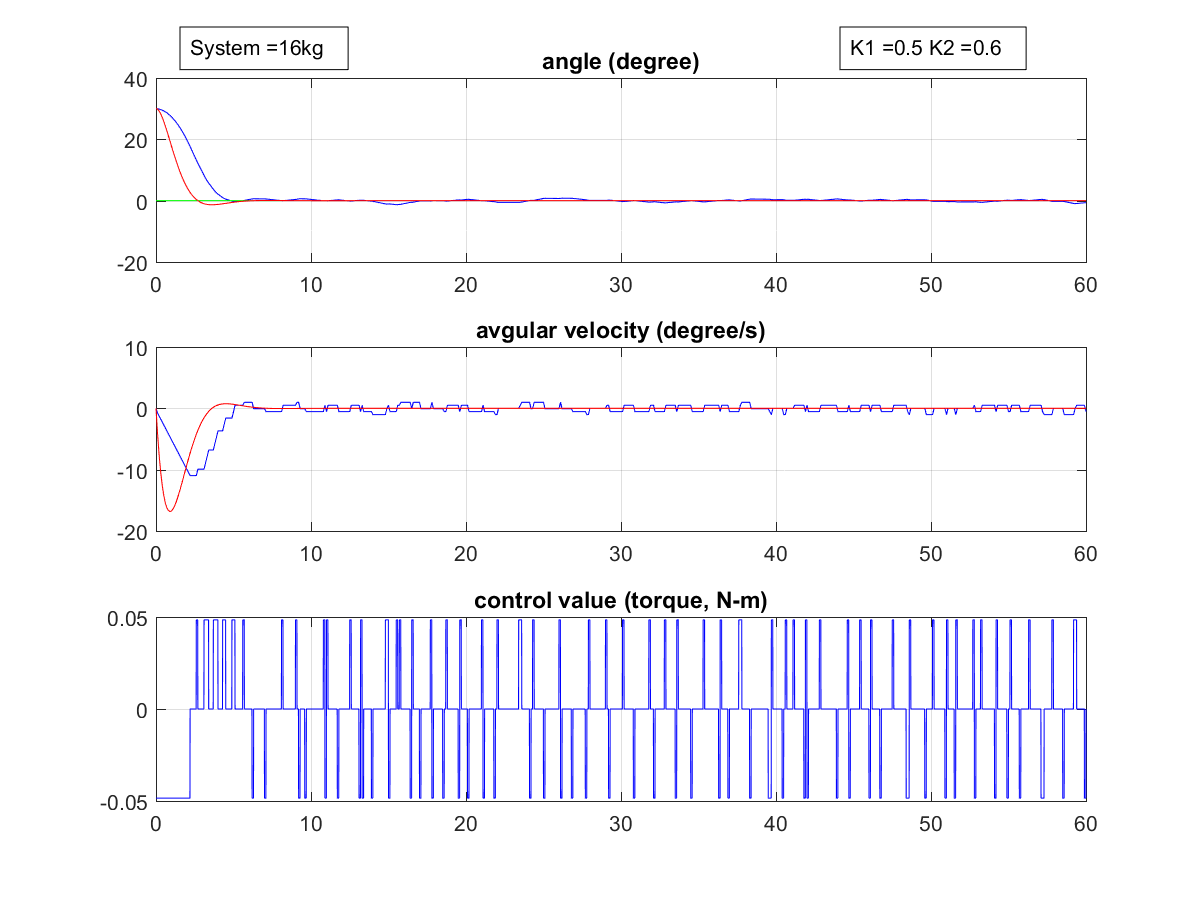 System =16kg
K1 =0.5 K2 =0.6
angle (degree)
40
20
0
-20
0 10 20 30 40 50 60
avgular velocity (degree/s)
10
0
-10
-20
0 10 20 30 40 50 60
control value (torque, N-m)
0.05
0
-0.05
0 10 20 30 40 50 60